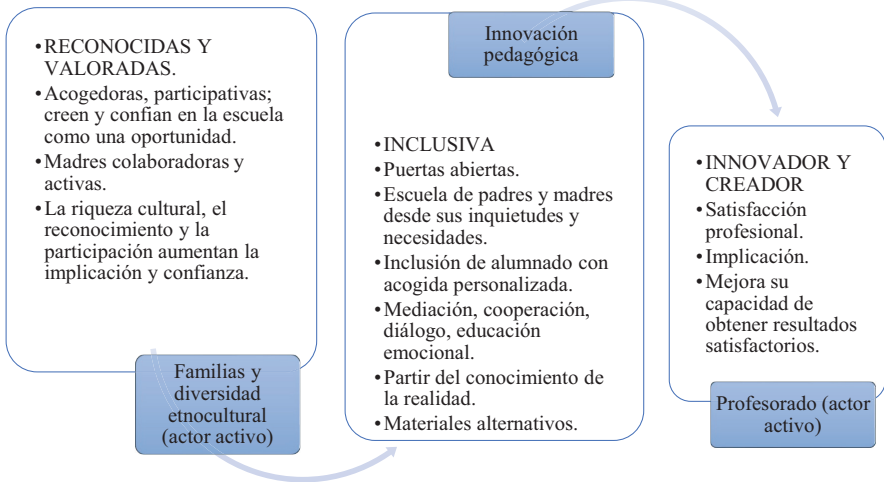 •RECONOCIDAS Y
VALORADAS.
•Acogedoras, participativas;
creen y confian en la escuela
como una oportunidad.
•Madres colaboradoras y
activas.
•La riqueza cultural, el
reconocimiento y la
participación aumentan la
implicación y confianza.
Familias y
diversidad
etnocultural
(actor activo)
Innovación
pedagógica
•INCLUSIVA
•Puertas abiertas.
•Escuela de padres y madres
desde sus inquietudes y
necesidades.
•Inclusión de alumnado con
acogida personalizada.
•Mediación, cooperación,
diálogo, educación
emocional.
•Partir del conocimiento de
la realidad.
•Materiales alternativos.
•INNOVADOR Y
CREADOR
•Satisfacción
profesional.
•Implicación.
•Mejora su
capacidad de
obtener resultados
satisfactorios.
Profesorado (actor
activo)